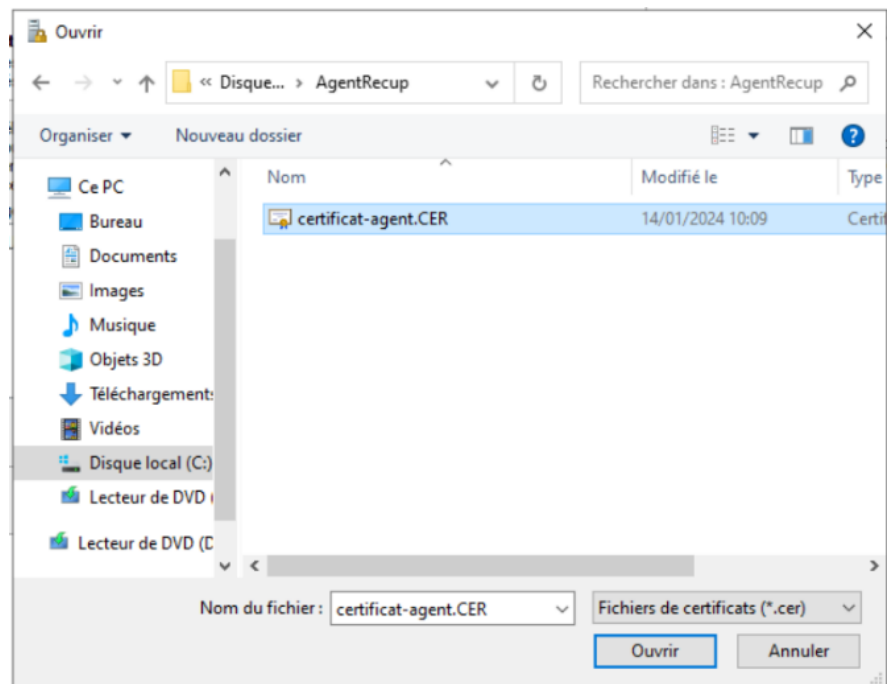 Ouvrir
« Disque... › AgentRecup
Rechercher dans : AgentRecup
Organiser
Nouveau dossier
Nom
Modifié le
Type
Ce PC
certificat-agent.CER
14/01/2024 10:09
Certif
Bureau
Documents
Images
Musique
Objets 3D
Téléchargements
Vidéos
Disque local (C:)
Lecteur de DVD (
Lecteur de DVD (D
Nom du fichier :
certificat-agent.CER
Fichiers de certificats (*.cer)
Ouvrir
Annuler